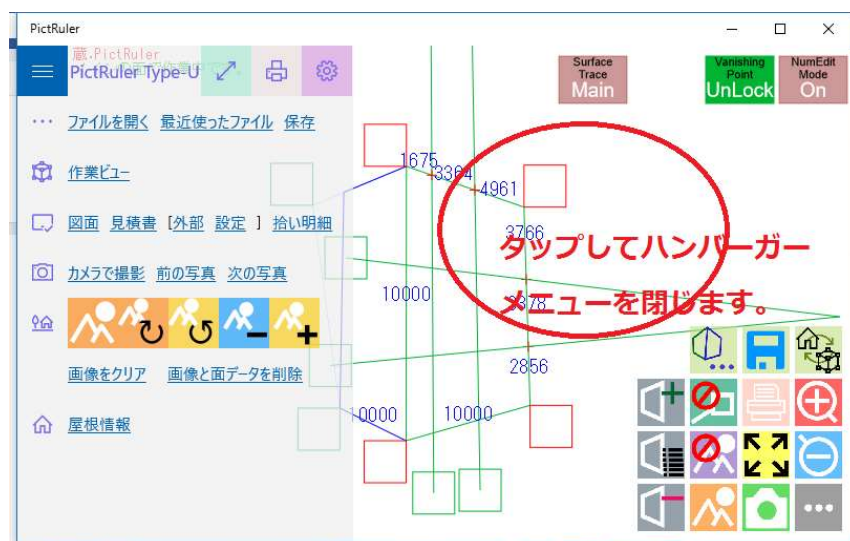 PictRuler
蔵.PictRuler
PictRuler Type-U
Surface Trace Main
Vanishing Point UnLock
NumEdit Mode On
ファイルを開く 最近使ったファイル 保存
作業ビュー
図面 見積書 [外部 設定 ] 拾い明細
カメラで撮影 前の写真 次の写真
画像をクリア 画像と面データを削除
屋根情報
1675
3364
4961
3766
タップしてハンバーガー
メニューを閉じます。
10000
2856
10000 10000